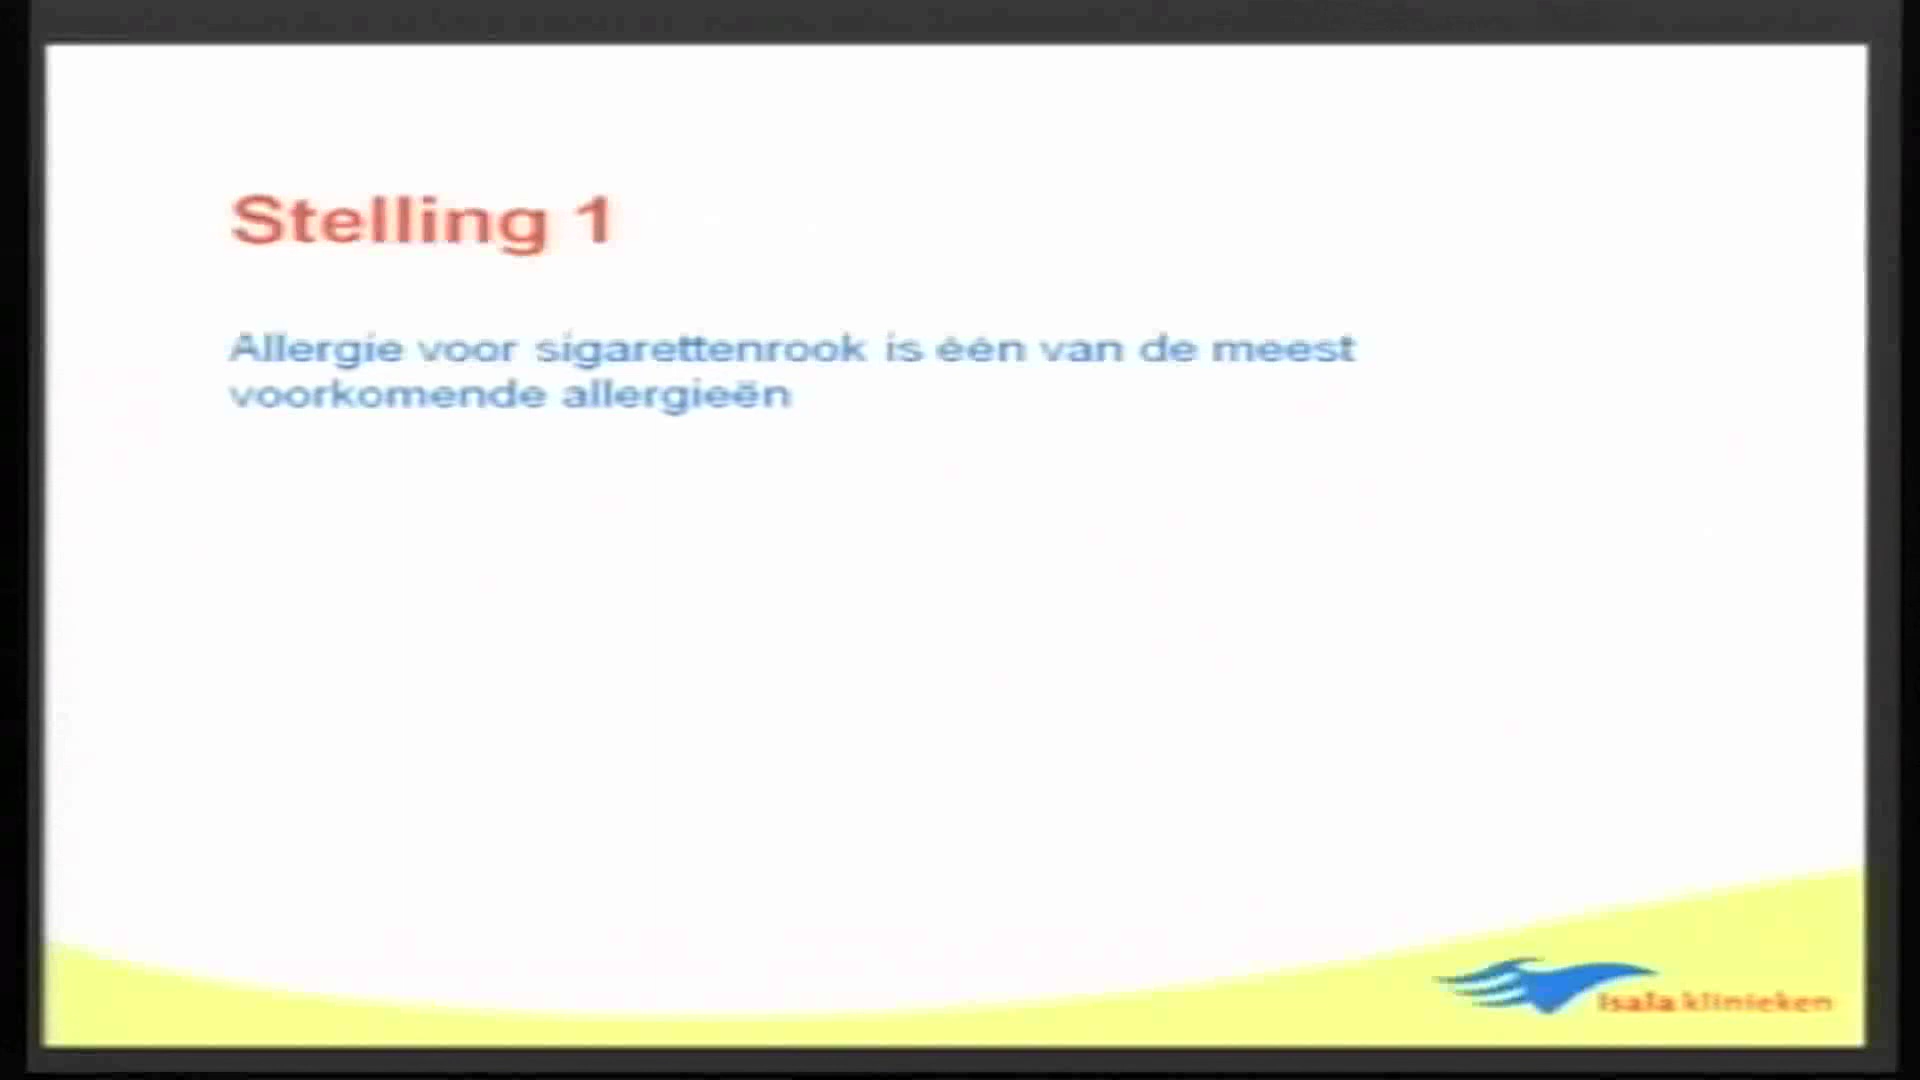 Stelling 1
Allergie voor sigarettenrook is één van de meest
voorkomende allergieën
Isala klinieken